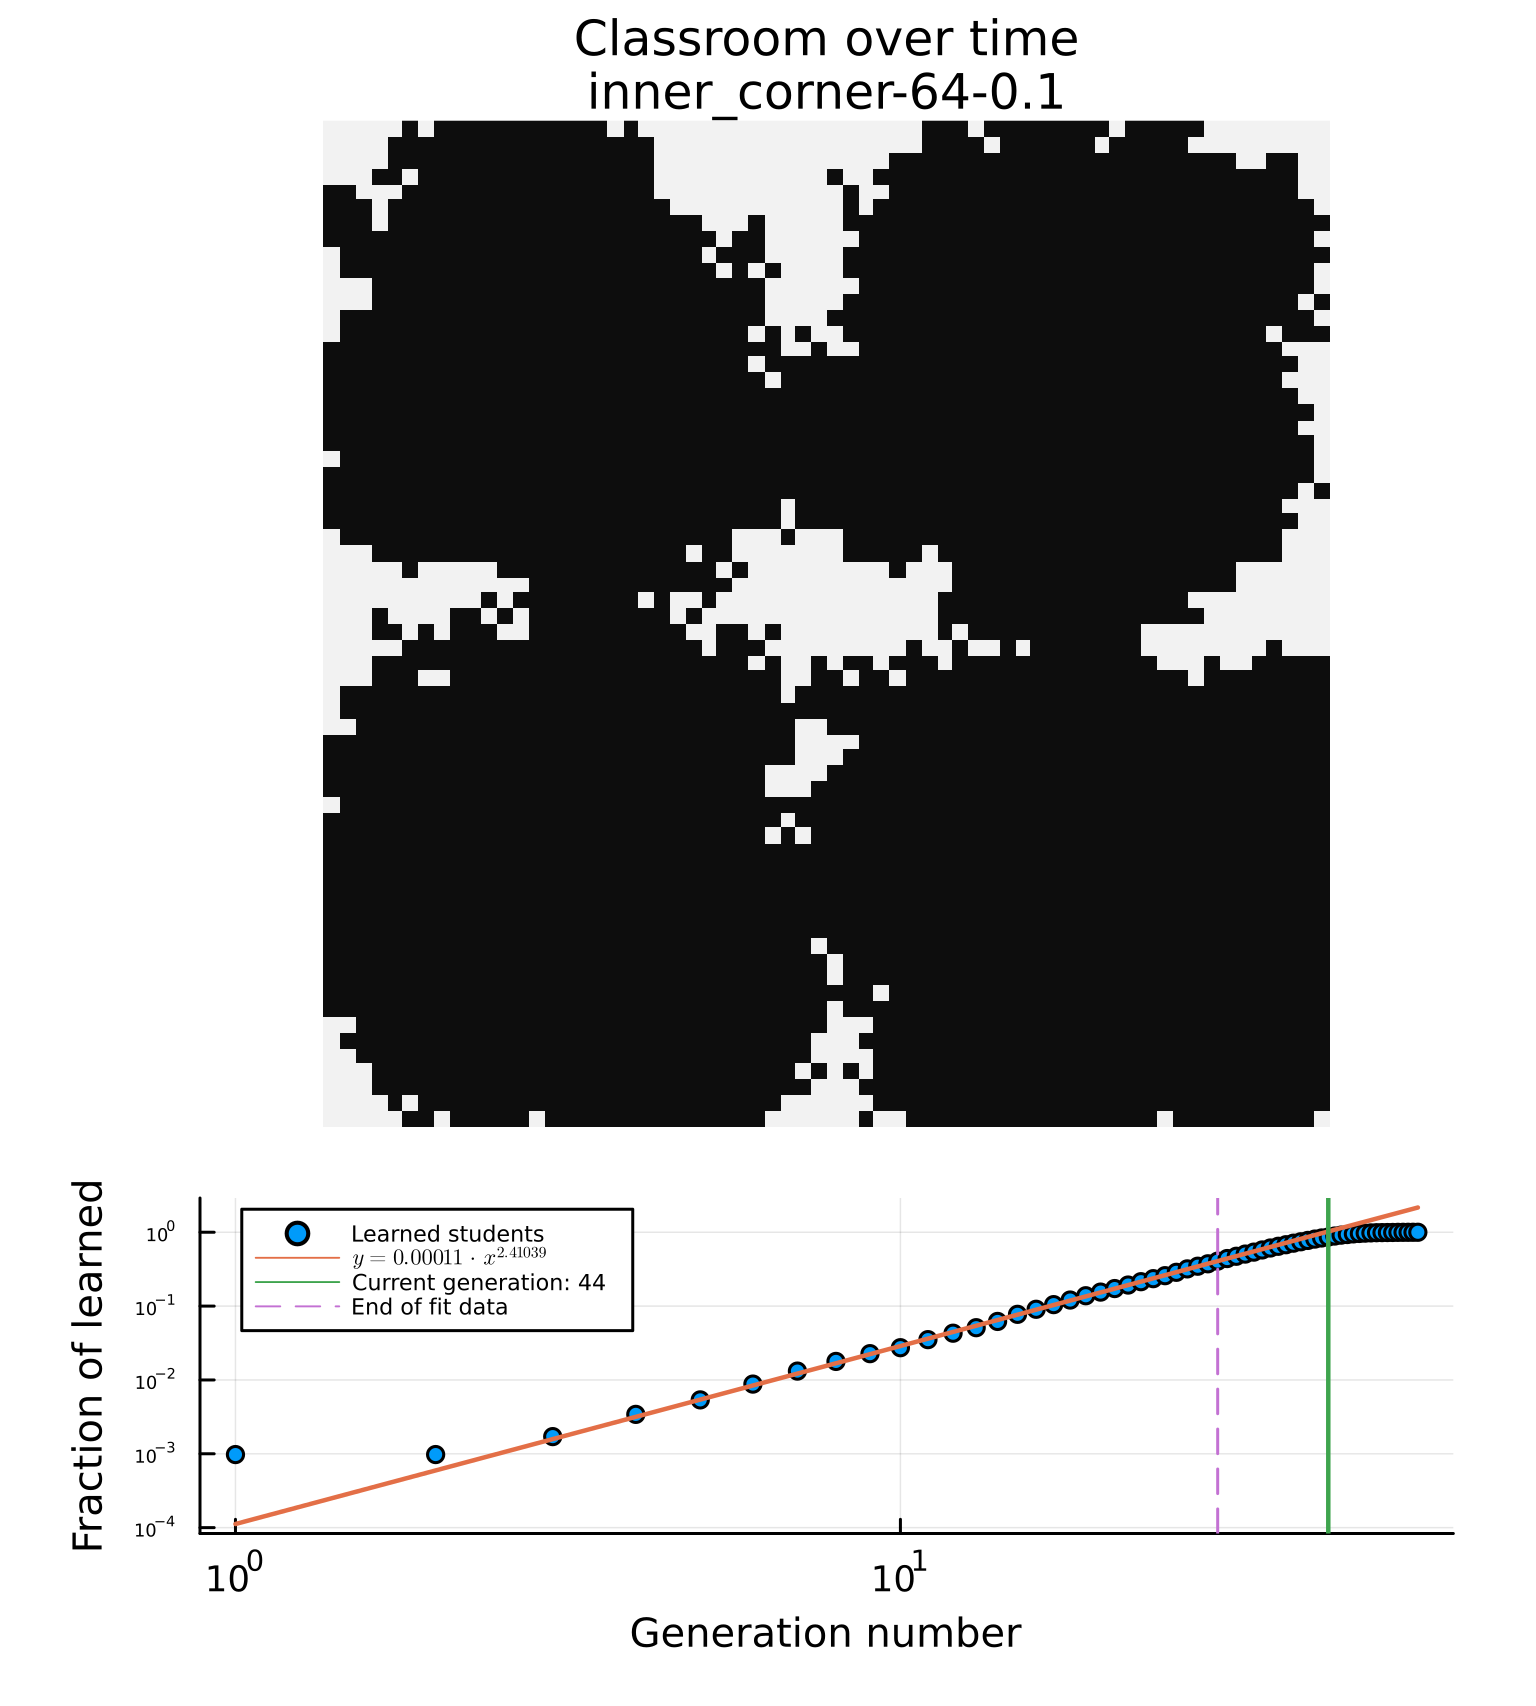 Classroom over time
inner_corner-64-0.1
Fraction of learned
10^0
10^−1
10^−2
10^−3
10^−4
Learned students
y = 0.00011 · x^2.41039
Current generation: 44
End of fit data
10^0
10^1
Generation number